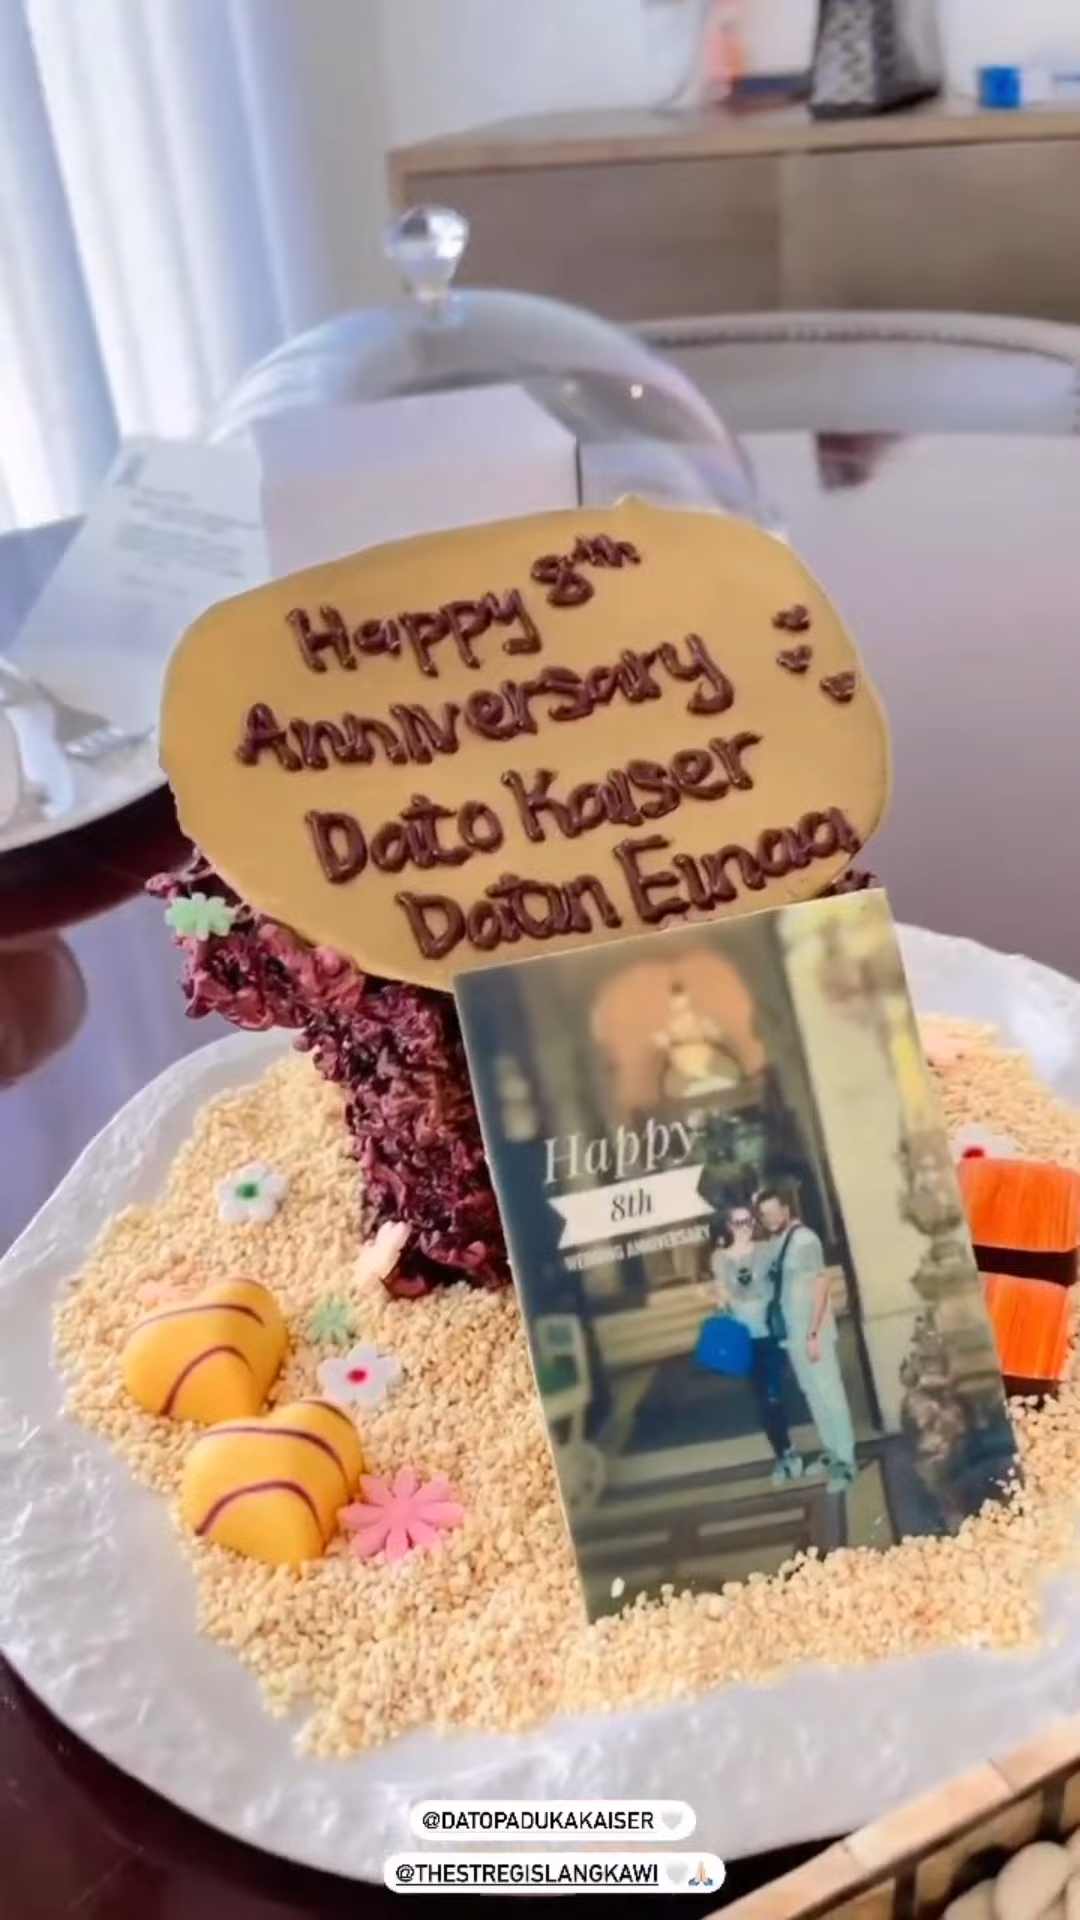 Happy 8th
Anniversary
Dato Kaiser
Datin Einaa
Happy
8th
WEDDING ANNIVERSARY
@DATOPADUKAKAISER 🤍
@THESTREGISLANGKAWI 🤍🙏🏻